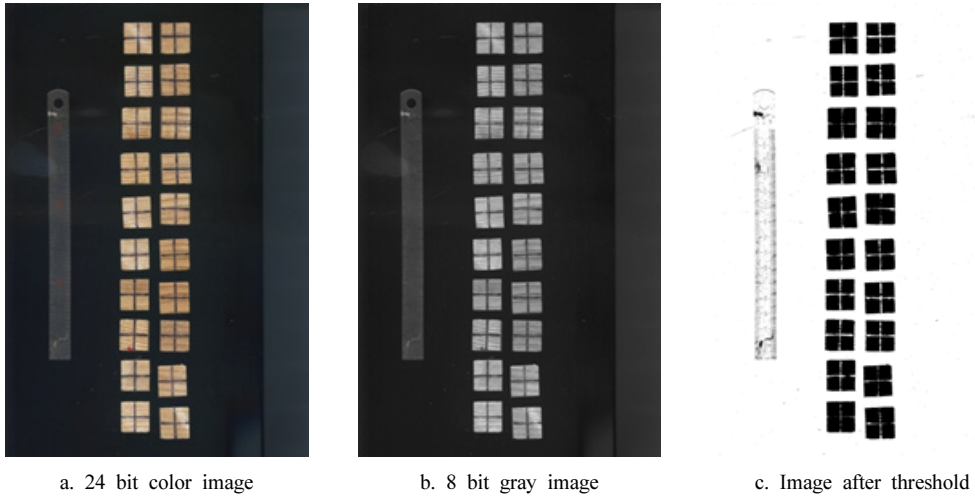 a. 24 bit color image
b. 8 bit gray image
c. Image after threshold